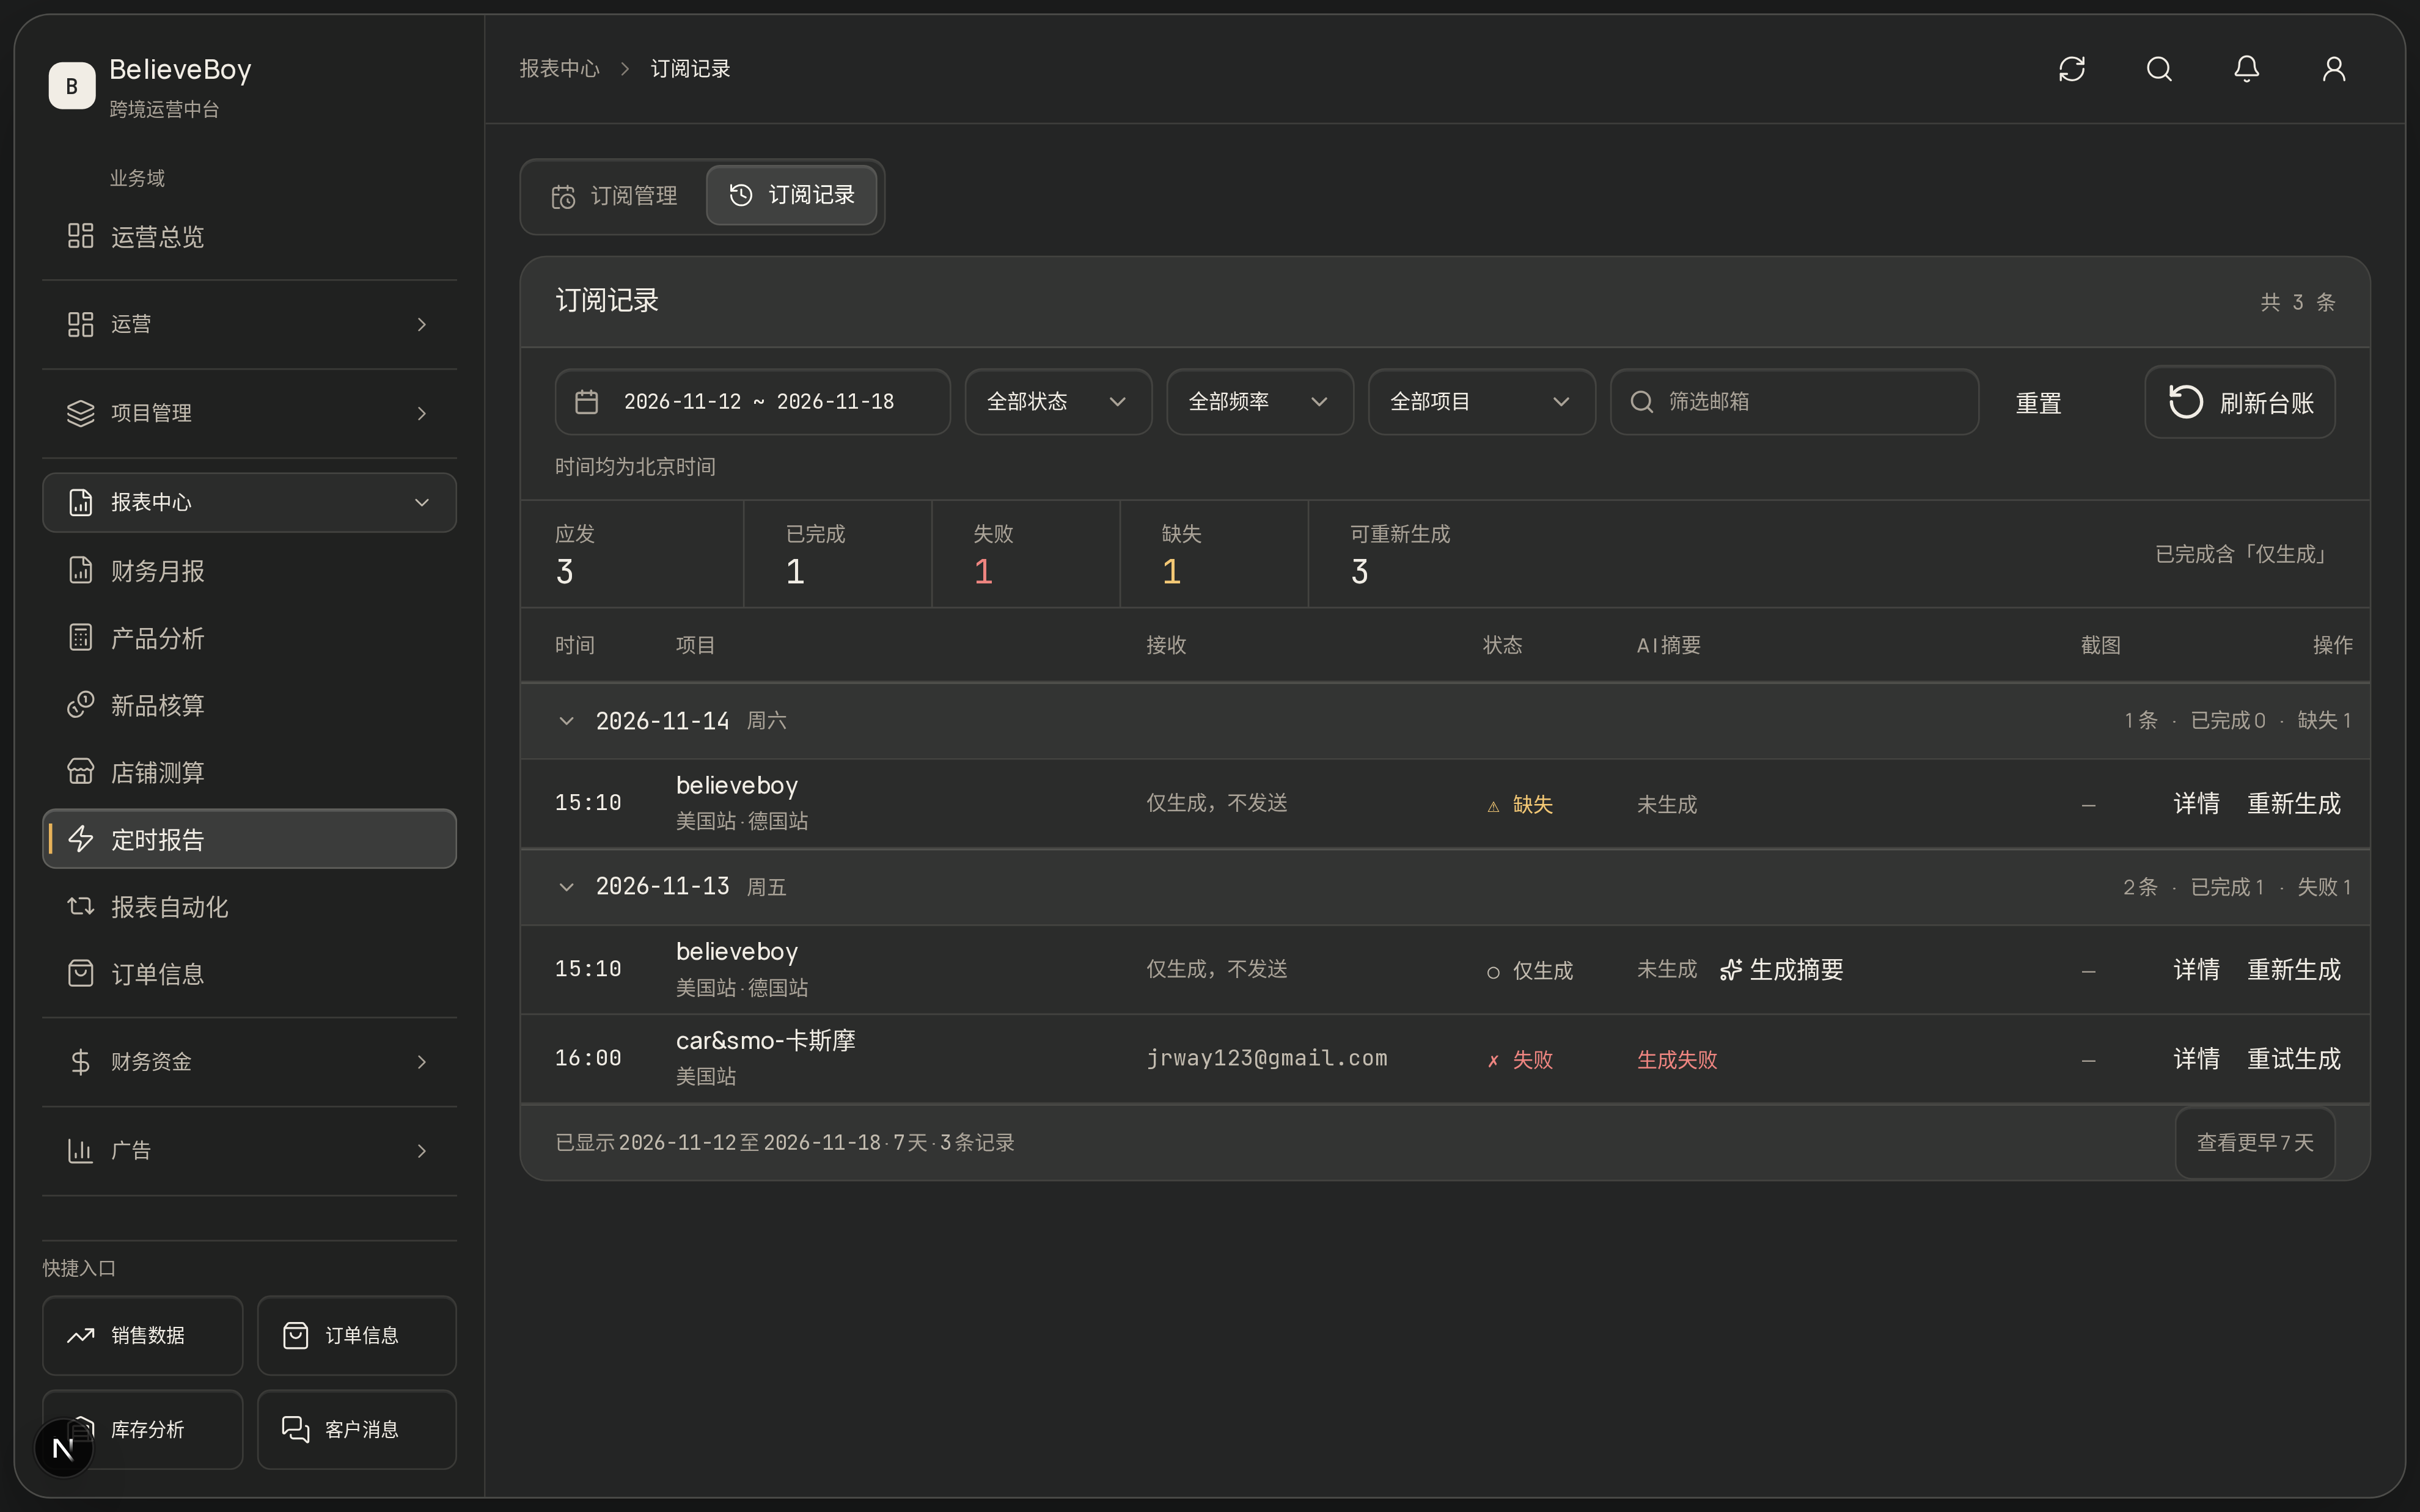 B
BelieveBoy
跨境运营中台
业务域
运营总览
运营
项目管理
报表中心
财务月报
产品分析
新品核算
店铺测算
定时报告
报表自动化
订单信息
财务资金
广告
快捷入口
销售数据
订单信息
库存分析
客户消息
N
报表中心 > 订阅记录
订阅管理
订阅记录
订阅记录
共 3 条
2026-11-12 ~ 2026-11-18
全部状态
全部频率
全部项目
筛选邮箱
重置
刷新台账
时间均为北京时间
应发 已完成 失败 缺失 可重新生成
3 1 1 1 3
已完成含「仅生成」
时间 项目 接收 状态 AI摘要 截图 操作
2026-11-14 周六 1条 · 已完成0 · 缺失1
15:10 believeboy 仅生成，不发送 ⚠ 缺失 未生成 — 详情 重新生成
美国站·德国站
2026-11-13 周五 2条 · 已完成1 · 失败1
15:10 believeboy 仅生成，不发送 ○ 仅生成 未生成 生成摘要 — 详情 重新生成
美国站·德国站
16:00 car&smo-卡斯摩 jrway123@gmail.com ✗ 失败 生成失败 — 详情 重试生成
美国站
已显示2026-11-12至2026-11-18·7天·3条记录
查看更早7天